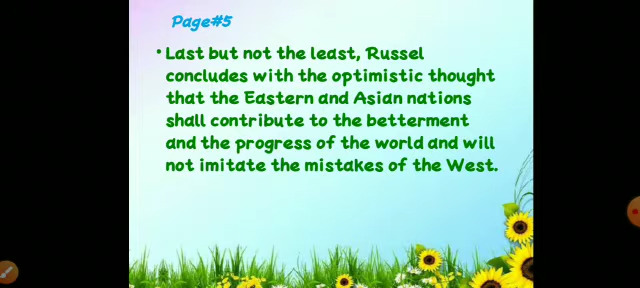 Page#5
• Last but not the least, Russel
concludes with the optimistic thought
that the Eastern and Asian nations
shall contribute to the betterment
and the progress of the world and will
not imitate the mistakes of the West.